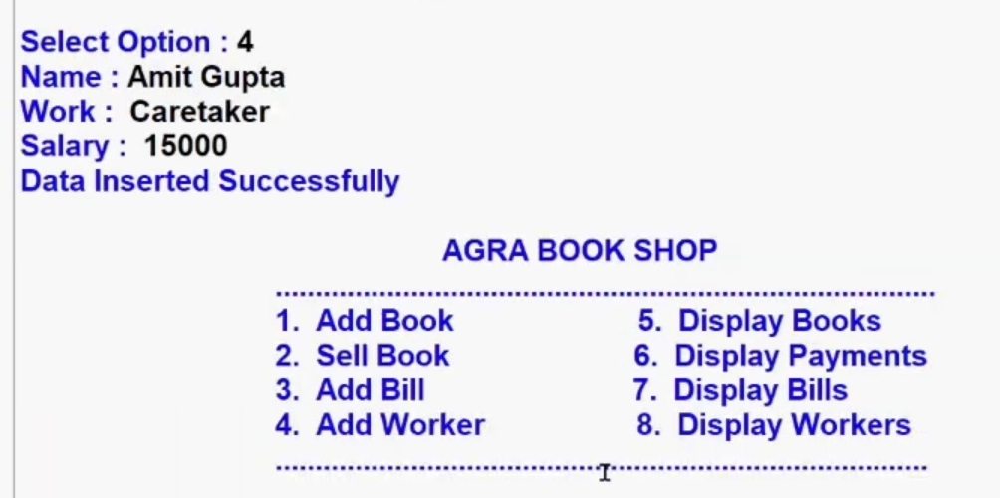 Select Option : 4
Name : Amit Gupta
Work :  Caretaker
Salary :  15000
Data Inserted Successfully
AGRA BOOK SHOP
1.  Add Book 5.  Display Books
2.  Sell Book 6.  Display Payments
3.  Add Bill 7.  Display Bills
4.  Add Worker 8.  Display Workers